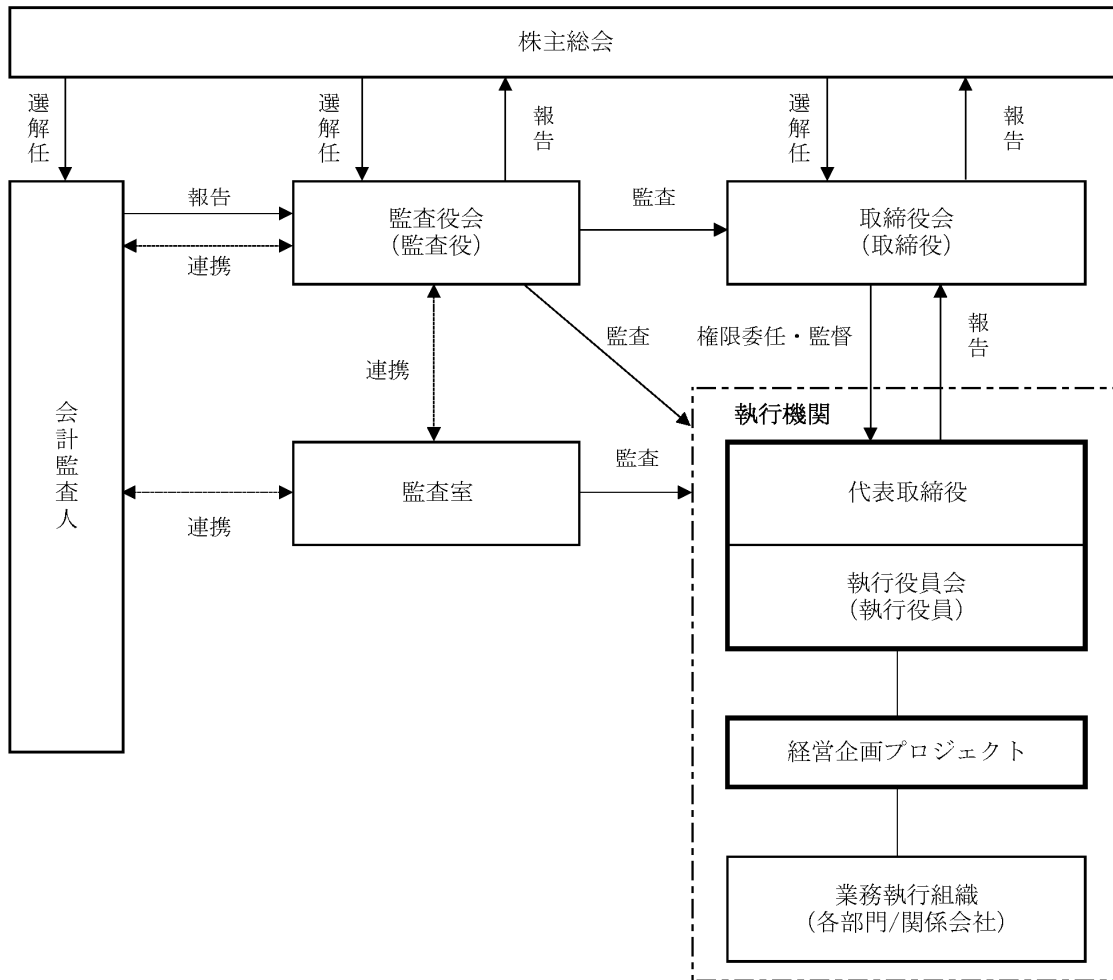 株主総会
選解任
選解任
報告
選解任
報告
報告
連携
監査役会
(監査役)
監査
取締役会
(取締役)
監査
権限委任・監督
報告
連携
執行機関
会計監査人
連携
監査室
監査
代表取締役
執行役員会
(執行役員)
経営企画プロジェクト
業務執行組織
(各部門/関係会社)